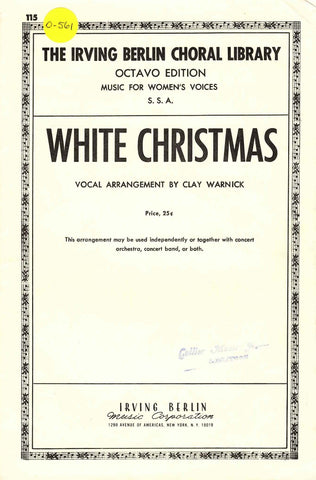 115
O-561
THE IRVING BERLIN CHORAL LIBRARY
OCTAVO EDITION
MUSIC FOR WOMEN'S VOICES
S. S. A.
WHITE CHRISTMAS
VOCAL ARRANGEMENT BY CLAY WARNICK
Price, 25¢
This arrangement may be used independently or together with concert
orchestra, concert band, or both.
IRVING BERLIN
Music Corporation
1290 AVENUE OF AMERICAS, NEW YORK, N. Y. 10019